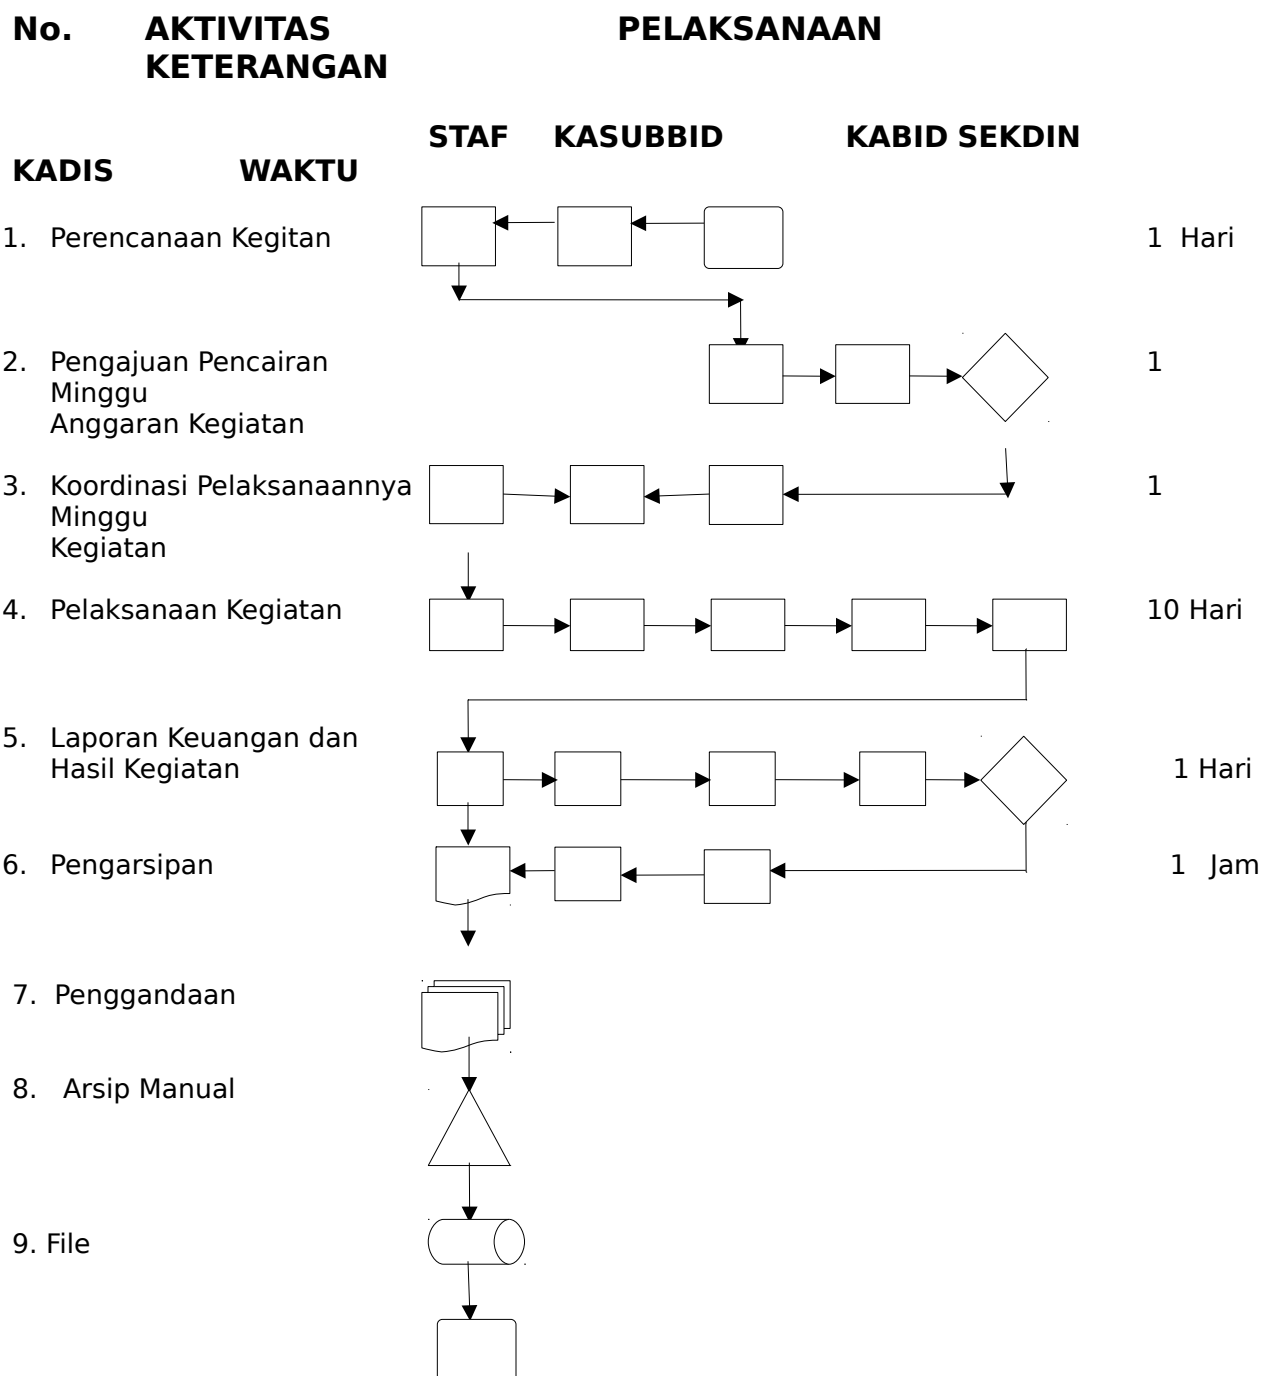 No. AKTIVITAS PELAKSANAAN
KETERANGAN
STAF KASUBBID KABID SEKDIN
KADIS WAKTU
1. Perencanaan Kegitan 1 Hari
2. Pengajuan Pencairan 1
Minggu
Anggaran Kegiatan
3. Koordinasi Pelaksanaannya 1
Minggu
Kegiatan
4. Pelaksanaan Kegiatan 10 Hari
5. Laporan Keuangan dan
Hasil Kegiatan 1 Hari
6. Pengarsipan 1 Jam
7. Penggandaan
8. Arsip Manual
9. File